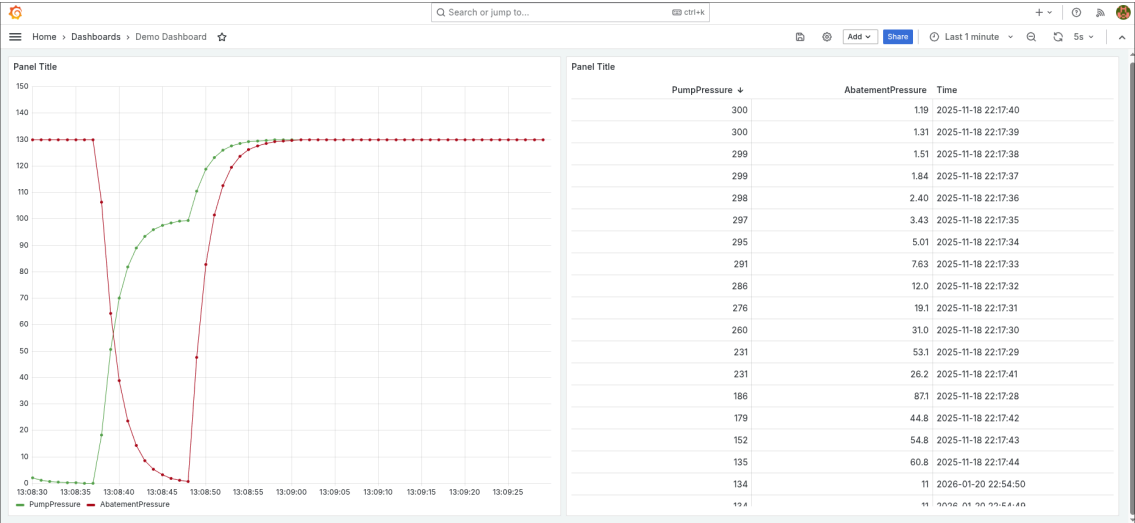 Search or jump to... ctrl+k
Home › Dashboards › Demo Dashboard Add Share Last 1 minute 5s
Panel Title
150
140
130
120
110
100
90
80
70
60
50
40
30
20
10
0
13:08:30 13:08:35 13:08:40 13:08:45 13:08:50 13:08:55 13:09:00 13:09:05 13:09:10 13:09:15 13:09:20 13:09:25
PumpPressure AbatementPressure
Panel Title
PumpPressure ↓ AbatementPressure Time
300 1.19 2025-11-18 22:17:40
300 1.31 2025-11-18 22:17:39
299 1.51 2025-11-18 22:17:38
299 1.84 2025-11-18 22:17:37
298 2.40 2025-11-18 22:17:36
297 3.43 2025-11-18 22:17:35
295 5.01 2025-11-18 22:17:34
291 7.63 2025-11-18 22:17:33
286 12.0 2025-11-18 22:17:32
276 19.1 2025-11-18 22:17:31
260 31.0 2025-11-18 22:17:30
231 53.1 2025-11-18 22:17:29
231 26.2 2025-11-18 22:17:41
186 87.1 2025-11-18 22:17:28
179 44.8 2025-11-18 22:17:42
152 54.8 2025-11-18 22:17:43
135 60.8 2025-11-18 22:17:44
134 11 2026-01-20 22:54:50
134 11 2026-01-20 22:54:49